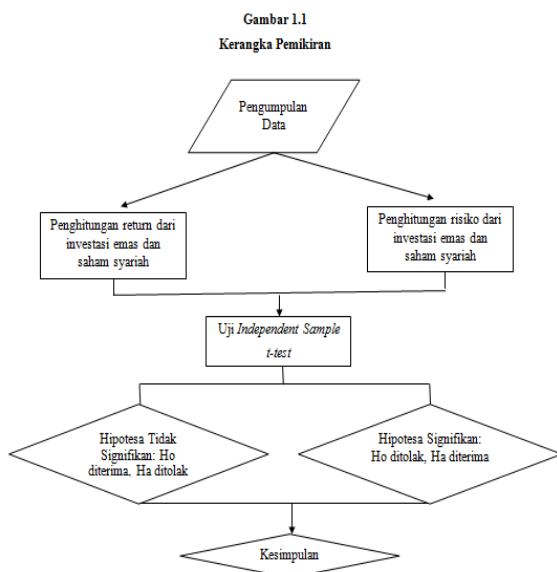 Gambar 1.1
Kerangka Pemikiran
Pengumpulan
Data
Penghitungan return dari
investasi emas dan
saham syariah
Penghitungan risiko dari
investasi emas dan
saham syariah
Uji Independent Sample
t-test
Hipotesa Tidak
Signifikan: Ho
diterima, Ha ditolak
Hipotesa Signifikan:
Ho ditolak, Ha diterima
Kesimpulan